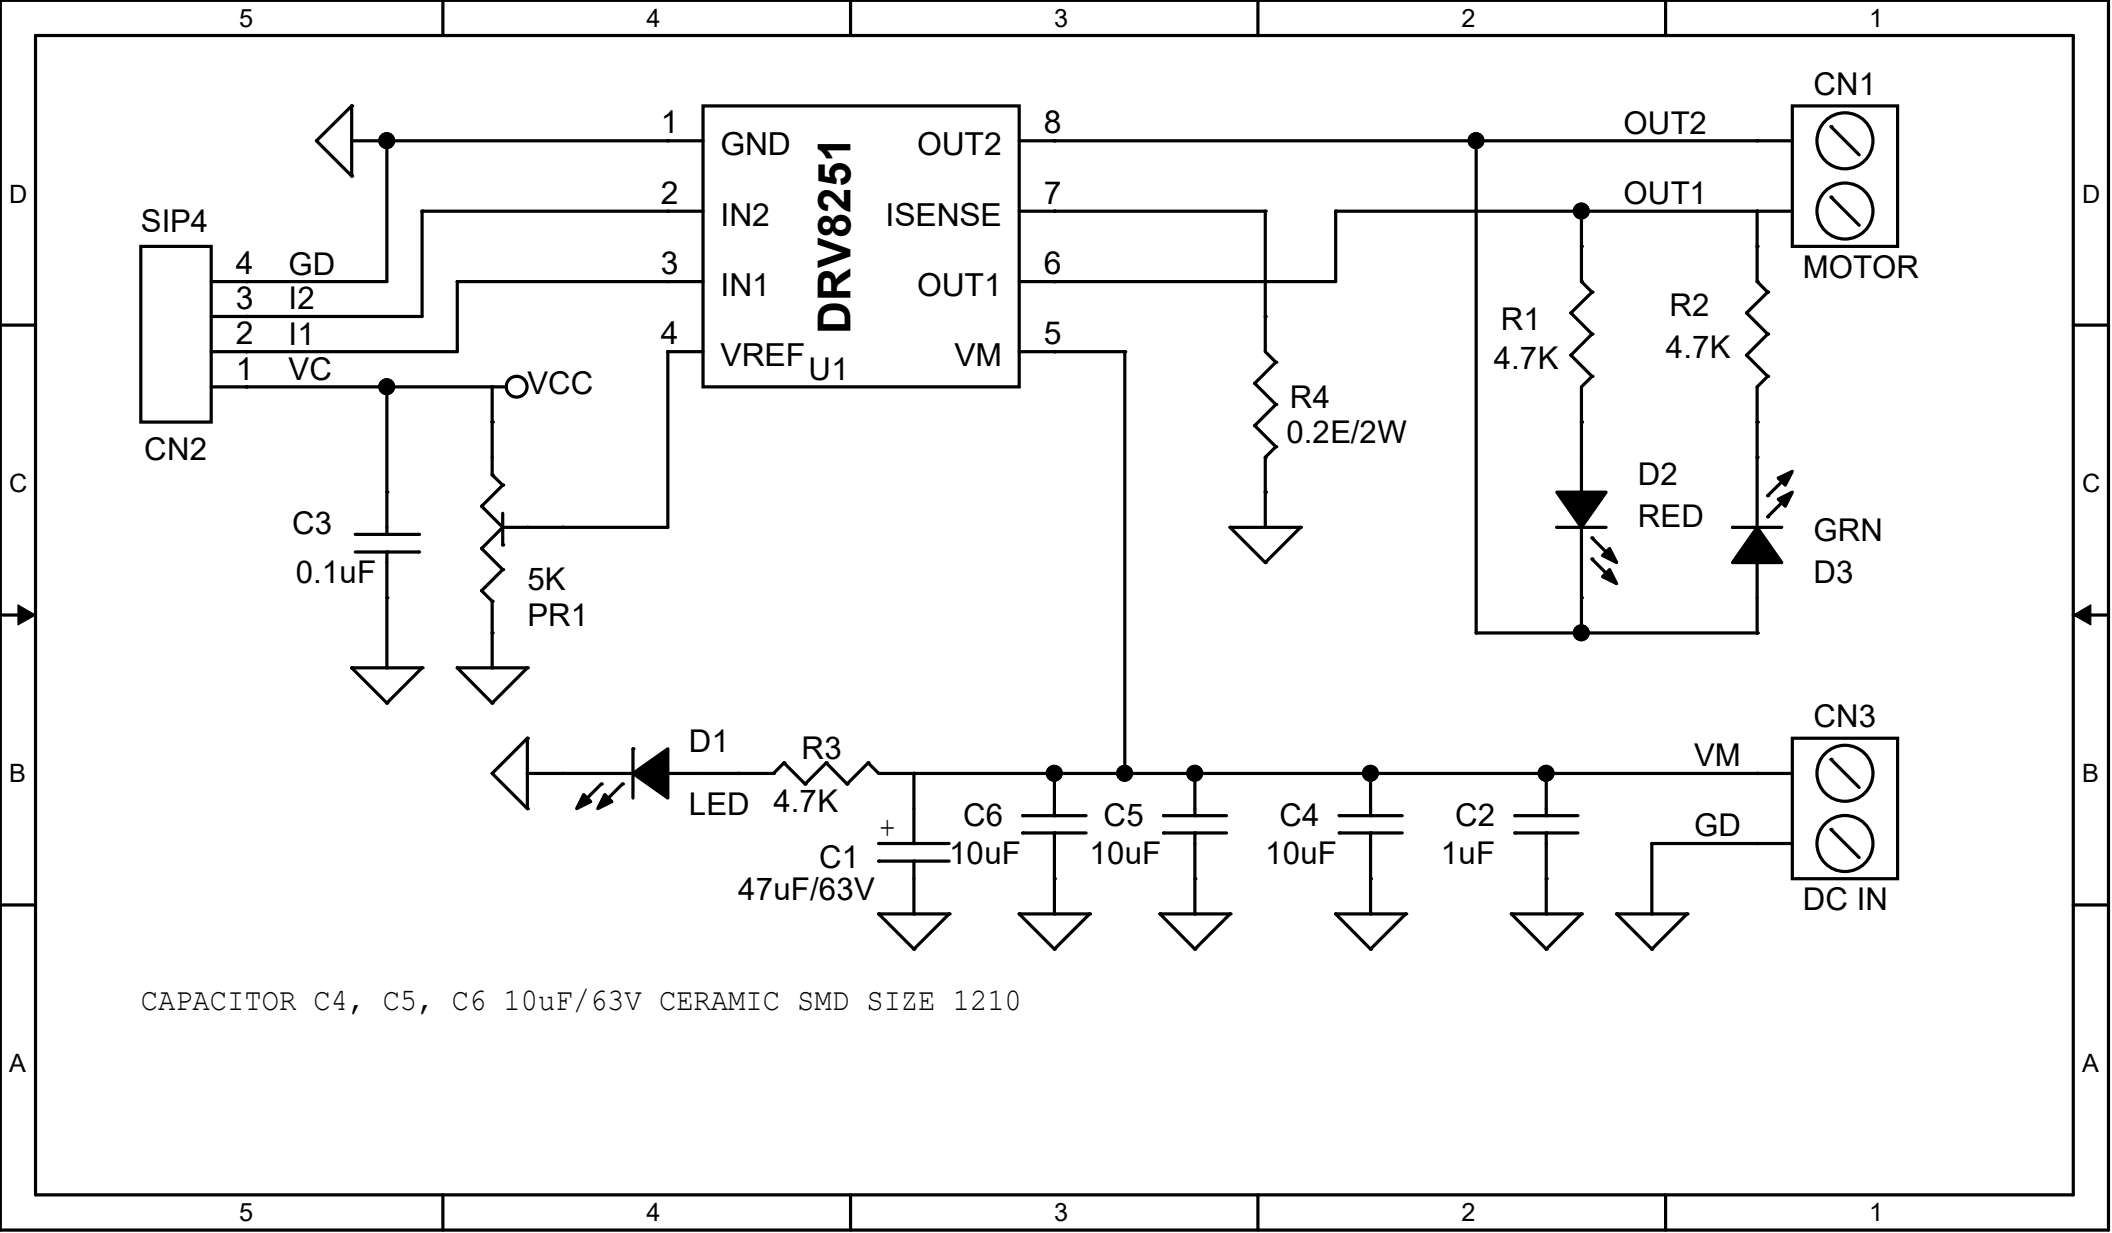 5 4 3 2 1
D D
C C
B B
A A
SIP4
4 GD
3 I2
2 I1
1 VC
CN2
VCC
C3
0.1uF
5K
PR1
1 GND
2 IN2
3 IN1
4 VREF
DRV8251
U1
OUT2 8
ISENSE 7
OUT1 6
VM 5
R4
0.2E/2W
OUT2
OUT1
CN1
MOTOR
R1
4.7K
R2
4.7K
D2
RED
GRN
D3
D1
LED
R3
4.7K
+
C1
47uF/63V
C6
10uF
C5
10uF
C4
10uF
C2
1uF
VM
GD
CN3
DC IN
CAPACITOR C4, C5, C6 10uF/63V CERAMIC SMD SIZE 1210
5 4 3 2 1